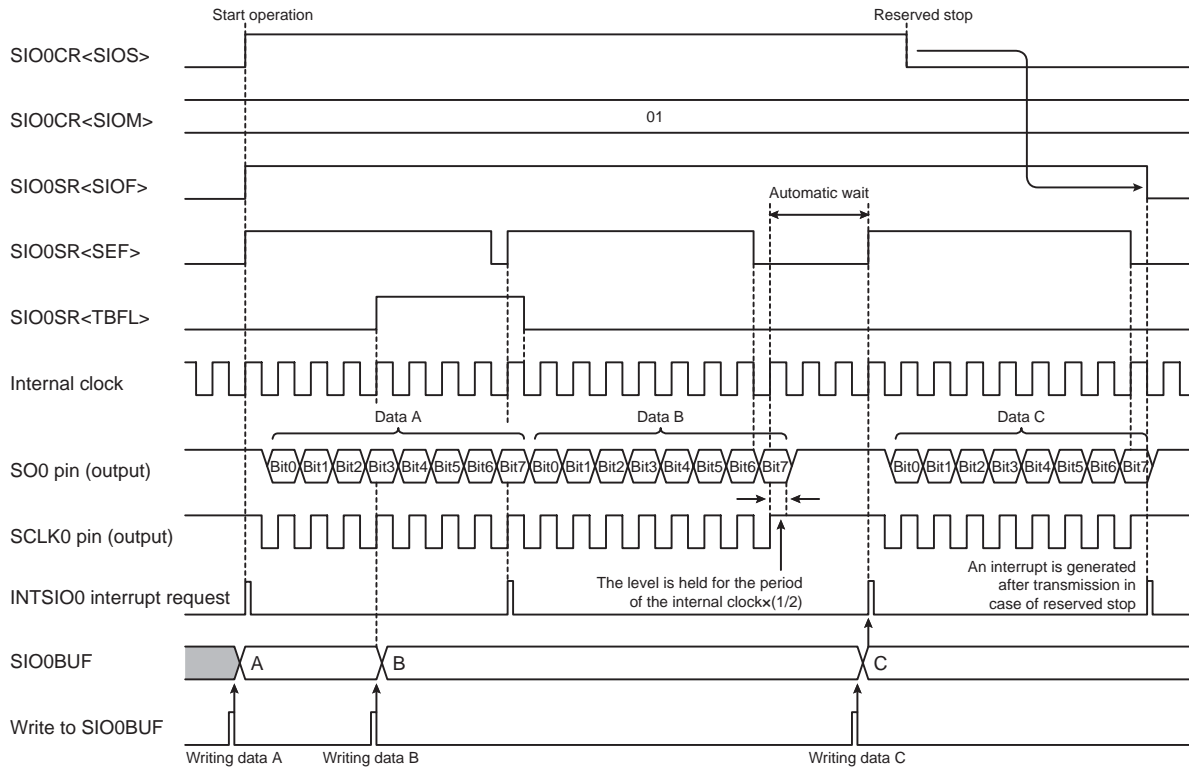 Start operation
Reserved stop
SIO0CR<SIOS>
SIO0CR<SIOM>
01
SIO0SR<SIOF>
Automatic wait
SIO0SR<SEF>
SIO0SR<TBFL>
Internal clock
Data A
Data B
Data C
SO0 pin (output)
Bit0 Bit1 Bit2 Bit3 Bit4 Bit5 Bit6 Bit7 Bit0 Bit1 Bit2 Bit3 Bit4 Bit5 Bit6 Bit7 Bit0 Bit1 Bit2 Bit3 Bit4 Bit5 Bit6 Bit7
SCLK0 pin (output)
The level is held for the period
of the internal clock×(1/2)
An interrupt is generated
after transmission in
case of reserved stop
INTSIO0 interrupt request
SIO0BUF
A
B
C
Write to SIO0BUF
Writing data A
Writing data B
Writing data C